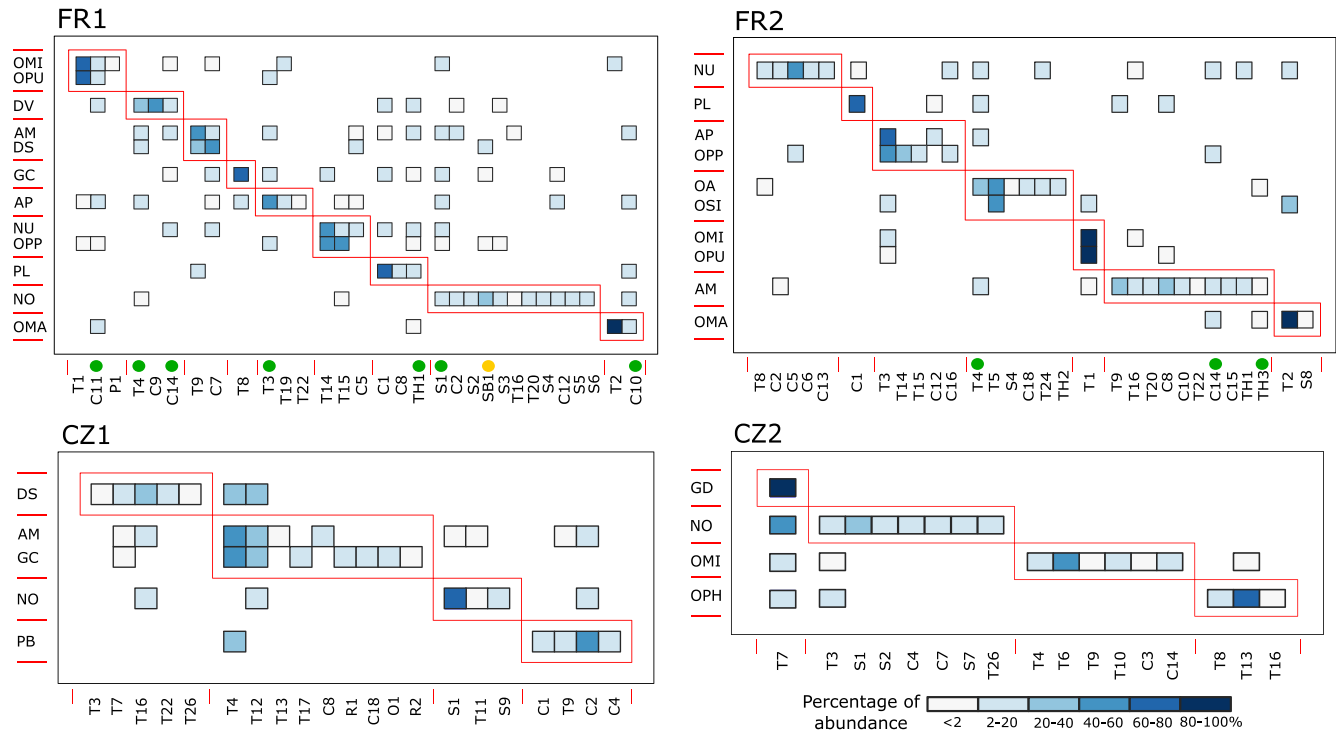 FR1
OMI
OPU
DV
AM
DS
GC
AP
NU
OPP
PL
NO
OMA
T1 C11 P1 T4 C9 C14 T9 C7 T8 T3 T19 T22 T14 T15 C5 C1 C8 TH1 S1 C2 S2 SB1 S3 T16 T20 S4 C12 S5 S6 T2 C10
FR2
NU
PL
AP
OPP
OA
OSI
OMI
OPU
AM
OMA
T8 C2 C5 C6 C13 C1 T3 T14 T15 C12 C16 T4 T5 S4 C18 T24 TH2 T1 T9 T16 T20 C8 C10 T22 C14 C15 TH1 TH3 T2 S8
CZ1
DS
AM
GC
NO
PB
T3 T7 T16 T22 T26 T4 T12 T13 T17 C8 R1 C18 O1 R2 S1 T11 S9 C1 T9 C2 C4
CZ2
GD
NO
OMI
OPH
T7 T3 S1 S2 C4 C7 S7 T26 T4 T6 T9 T10 C3 C14 T8 T13 T16
Percentage of
abundance
<2 2-20 20-40 40-60 60-80 80-100%